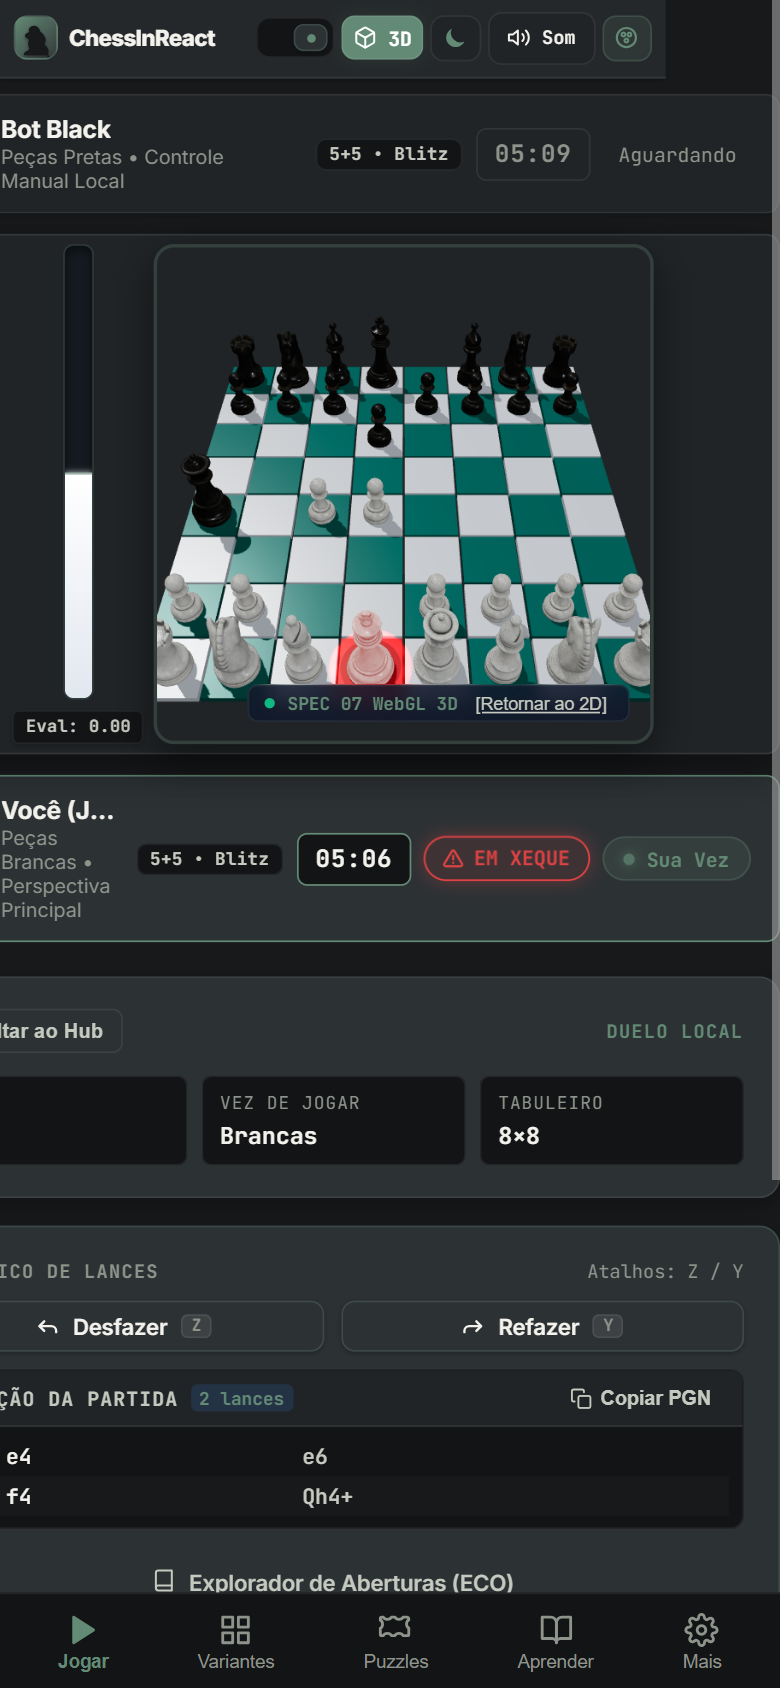 ChessInReact
3D
Som
Bot Black
Peças Pretas • Controle
Manual Local
5+5 • Blitz
05:09
Aguardando
Eval: 0.00
SPEC 07 WebGL 3D [Retornar ao 2D]
Você (J...
Peças
Brancas •
Perspectiva
Principal
5+5 • Blitz
05:06
EM XEQUE
Sua Vez
ltar ao Hub
DUELO LOCAL
VEZ DE JOGAR
Brancas
TABULEIRO
8×8
ICO DE LANCES
Atalhos: Z / Y
Desfazer Z
Refazer Y
ÇÃO DA PARTIDA 2 lances
Copiar PGN
e4 e6
f4 Qh4+
Explorador de Aberturas (ECO)
Jogar
Variantes
Puzzles
Aprender
Mais